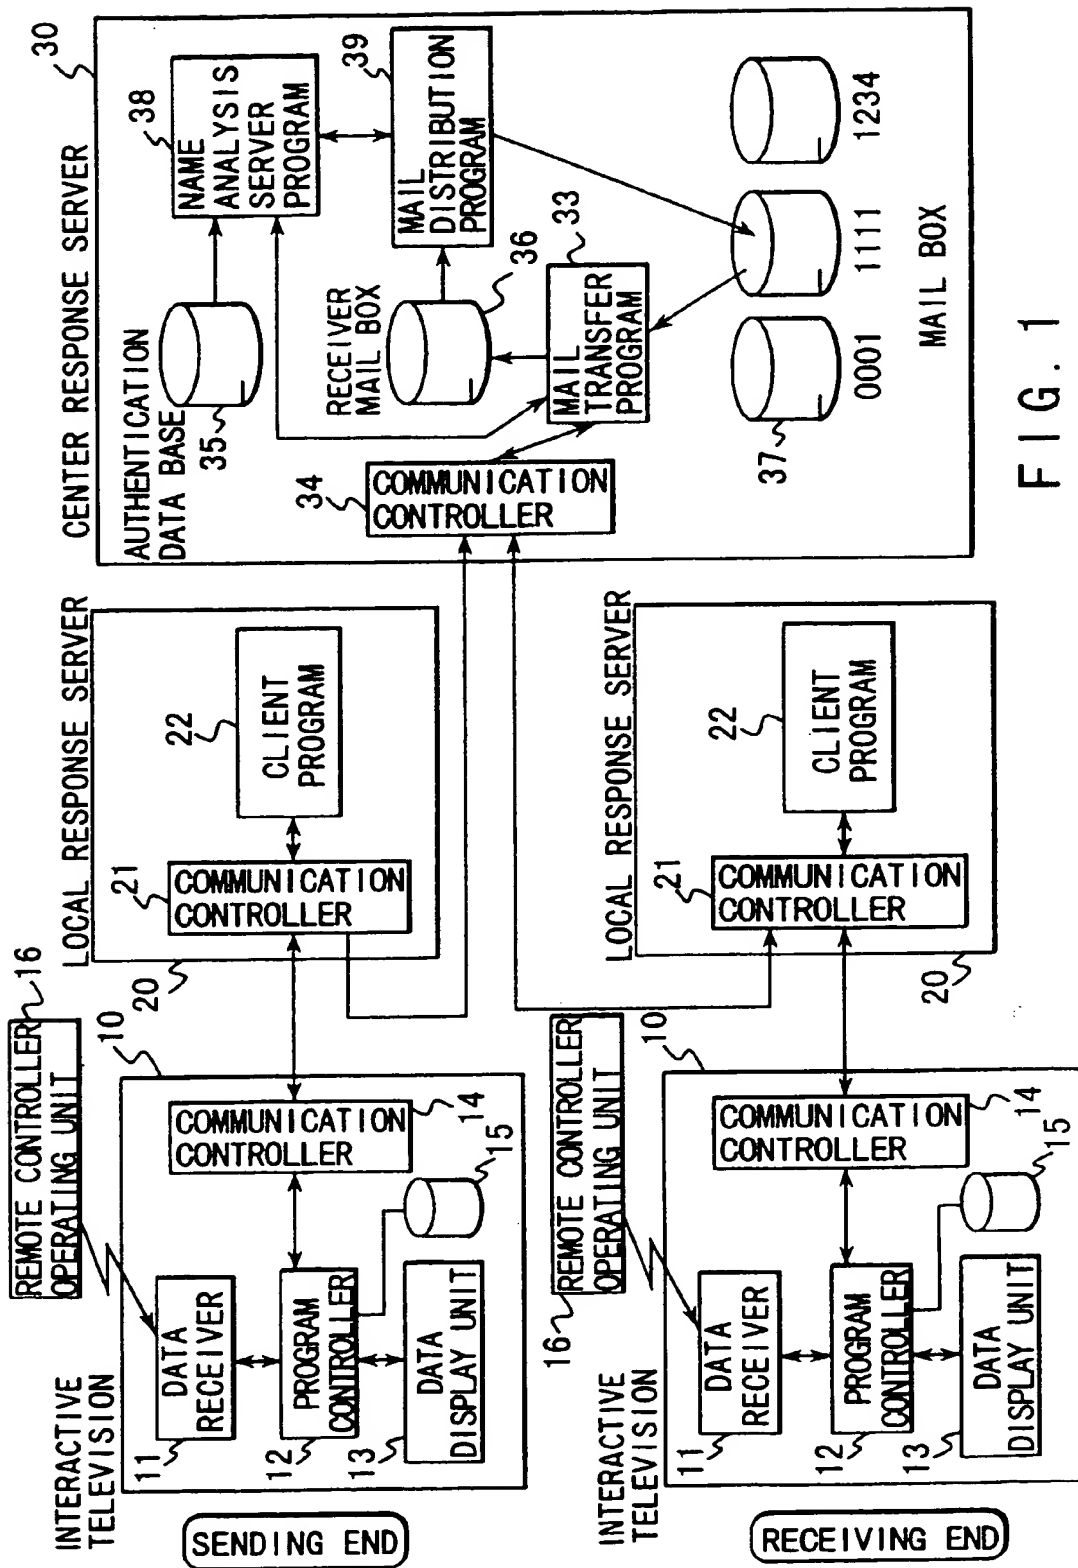 SENDING END
INTERACTIVE
TELEVISION
REMOTE CONTROLLER
OPERATING UNIT
16
10
DATA
RECEIVER
11
PROGRAM
CONTROLLER
12
DATA
DISPLAY UNIT
13
COMMUNICATION
CONTROLLER
14
15
LOCAL RESPONSE SERVER
20
21
COMMUNICATION
CONTROLLER
22
CLIENT
PROGRAM
CENTER RESPONSE SERVER
30
AUTHENTICATION
DATA BASE
35
38
NAME
ANALYSIS
SERVER
PROGRAM
39
MAIL
DISTRIBUTION
PROGRAM
RECEIVER
MAIL BOX
36
34
COMMUNICATION
CONTROLLER
33
MAIL
TRANSFER
PROGRAM
37
0001
1111
1234
MAIL BOX
RECEIVING END
INTERACTIVE
TELEVISION
16
REMOTE CONTROLLER
OPERATING UNIT
10
DATA
RECEIVER
11
PROGRAM
CONTROLLER
12
DATA
DISPLAY UNIT
13
COMMUNICATION
CONTROLLER
14
15
LOCAL RESPONSE SERVER
20
21
COMMUNICATION
CONTROLLER
22
CLIENT
PROGRAM
FIG. 1